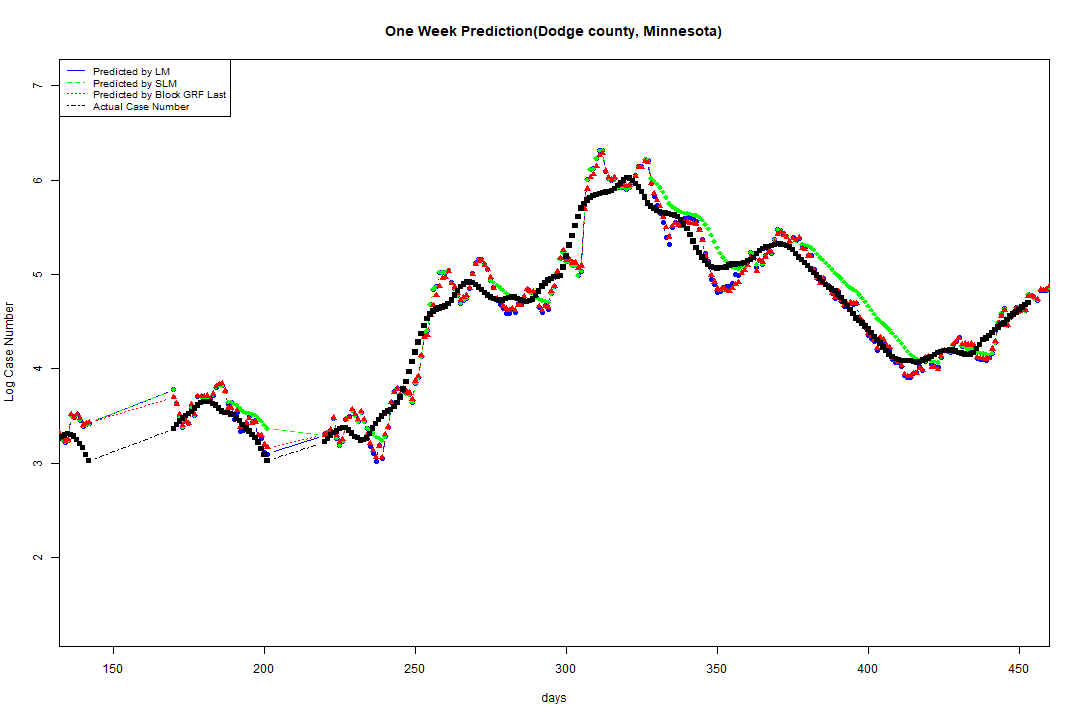 One Week Prediction(Dodge county, Minnesota)
Predicted by LM
Predicted by SLM
Predicted by Block GRF Last
Actual Case Number
Log Case Number
7
6
5
4
3
2
150 200 250 300 350 400 450
days